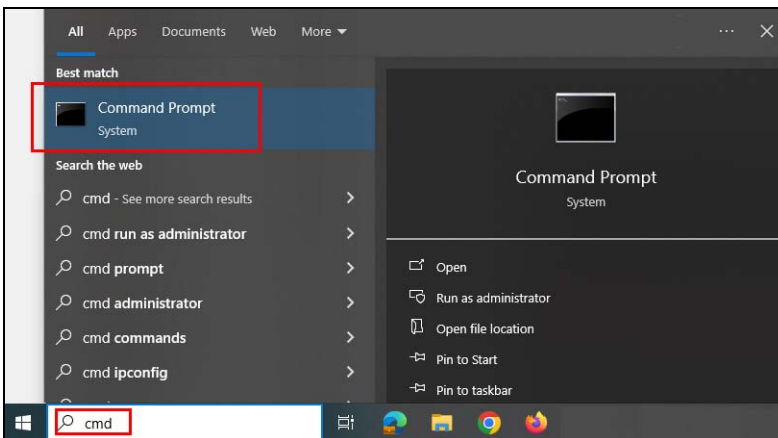 All Apps Documents Web More
Best match
Command Prompt
System
Search the web
cmd - See more search results
cmd run as administrator
cmd prompt
cmd administrator
cmd commands
cmd ipconfig
cmd
Command Prompt
System
Open
Run as administrator
Open file location
Pin to Start
Pin to taskbar